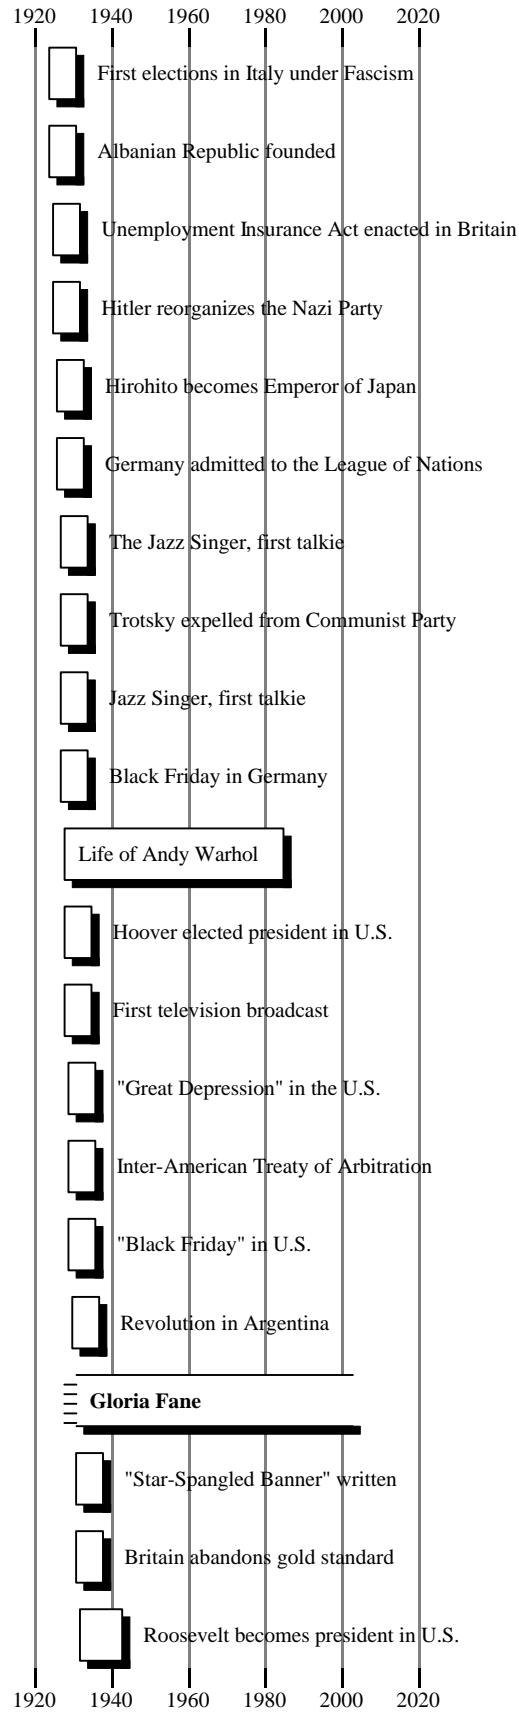 1920 1940 1960 1980 2000 2020
First elections in Italy under Fascism
Albanian Republic founded
Unemployment Insurance Act enacted in Britain
Hitler reorganizes the Nazi Party
Hirohito becomes Emperor of Japan
Germany admitted to the League of Nations
The Jazz Singer, first talkie
Trotsky expelled from Communist Party
Jazz Singer, first talkie
Black Friday in Germany
Life of Andy Warhol
Hoover elected president in U.S.
First television broadcast
"Great Depression" in the U.S.
Inter-American Treaty of Arbitration
"Black Friday" in U.S.
Revolution in Argentina
Gloria Fane
"Star-Spangled Banner" written
Britain abandons gold standard
Roosevelt becomes president in U.S.
1920 1940 1960 1980 2000 2020